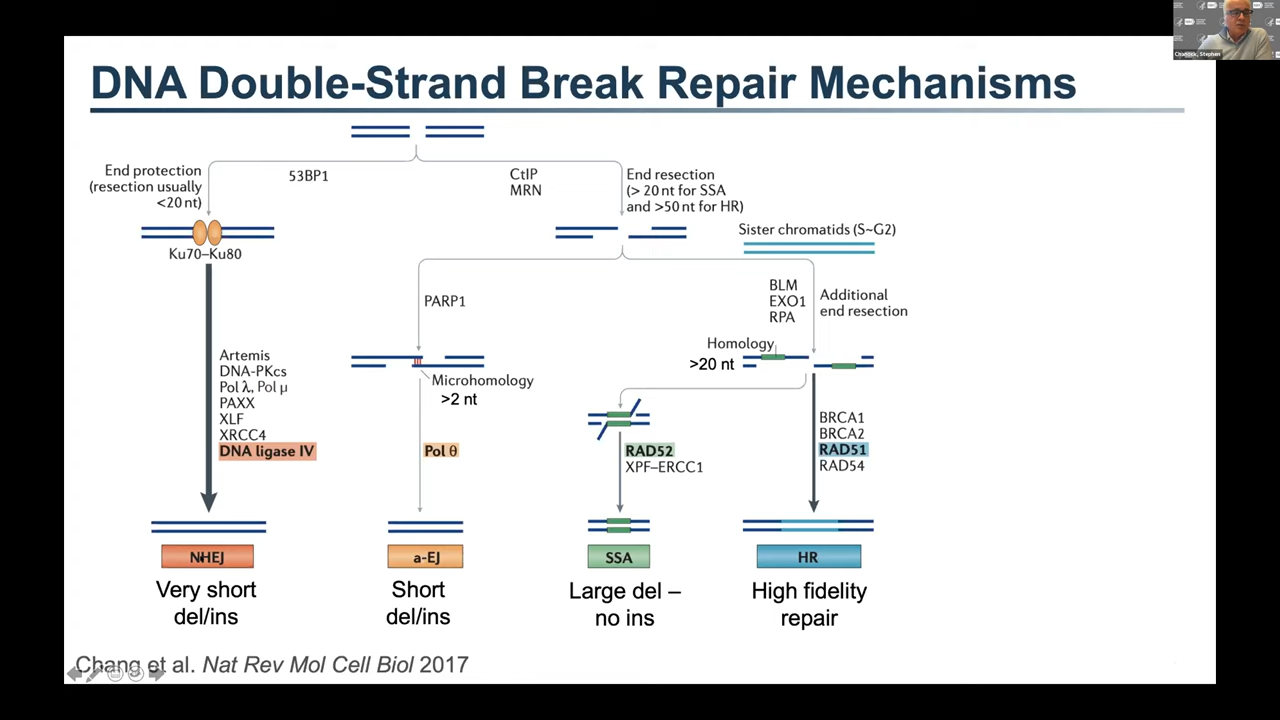 DNA Double-Strand Break Repair Mechanisms
End protection
(resection usually
<20 nt)
53BP1
CtIP
MRN
End resection
(> 20 nt for SSA
and >50 nt for HR)
Sister chromatids (S~G2)
Ku70–Ku80
PARP1
BLM
EXO1
RPA
Additional
end resection
Homology
>20 nt
Microhomology
>2 nt
Artemis
DNA-PKcs
Pol λ, Pol μ
PAXX
XLF
XRCC4
DNA ligase IV
Pol θ
RAD52
XPF–ERCC1
BRCA1
BRCA2
RAD51
RAD54
NHEJ
a-EJ
SSA
HR
Very short
del/ins
Short
del/ins
Large del –
no ins
High fidelity
repair
Chang et al. Nat Rev Mol Cell Biol 2017
Chanock, Stephen